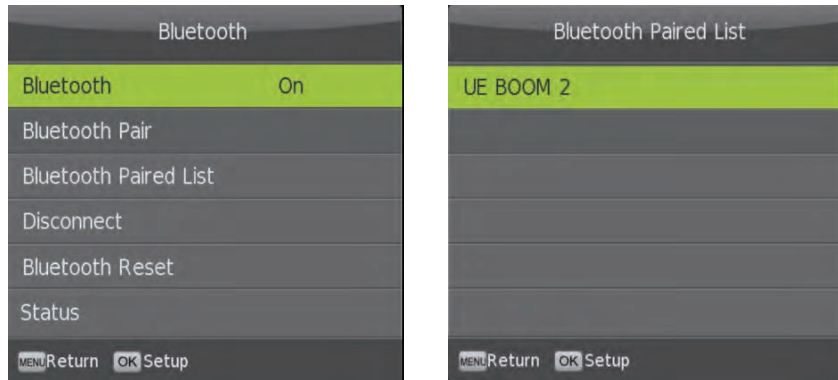 Bluetooth
Bluetooth On
Bluetooth Pair
Bluetooth Paired List
Disconnect
Bluetooth Reset
Status
MENU Return OK Setup
Bluetooth Paired List
UE BOOM 2
MENU Return OK Setup